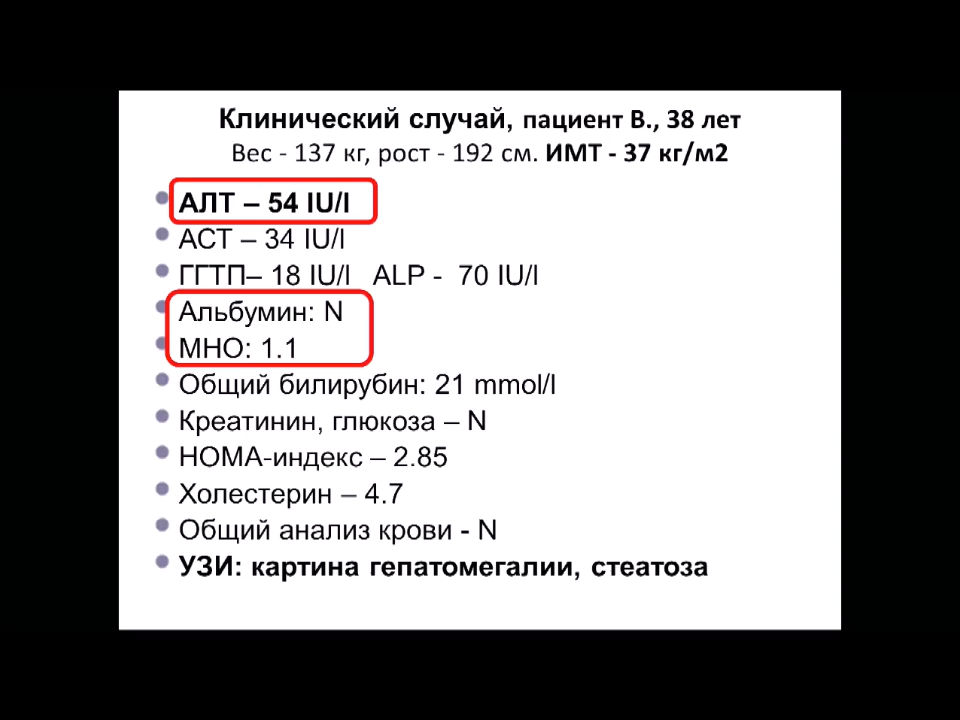 Клинический случай, пациент В., 38 лет
Вес - 137 кг, рост - 192 см. ИМТ - 37 кг/м2
АЛТ – 54 IU/l
АСТ – 34 IU/l
ГГТП– 18 IU/l ALP - 70 IU/l
Альбумин: N
МНО: 1.1
Общий билирубин: 21 mmol/l
Креатинин, глюкоза – N
НОМА-индекс – 2.85
Холестерин – 4.7
Общий анализ крови - N
УЗИ: картина гепатомегалии, стеатоза